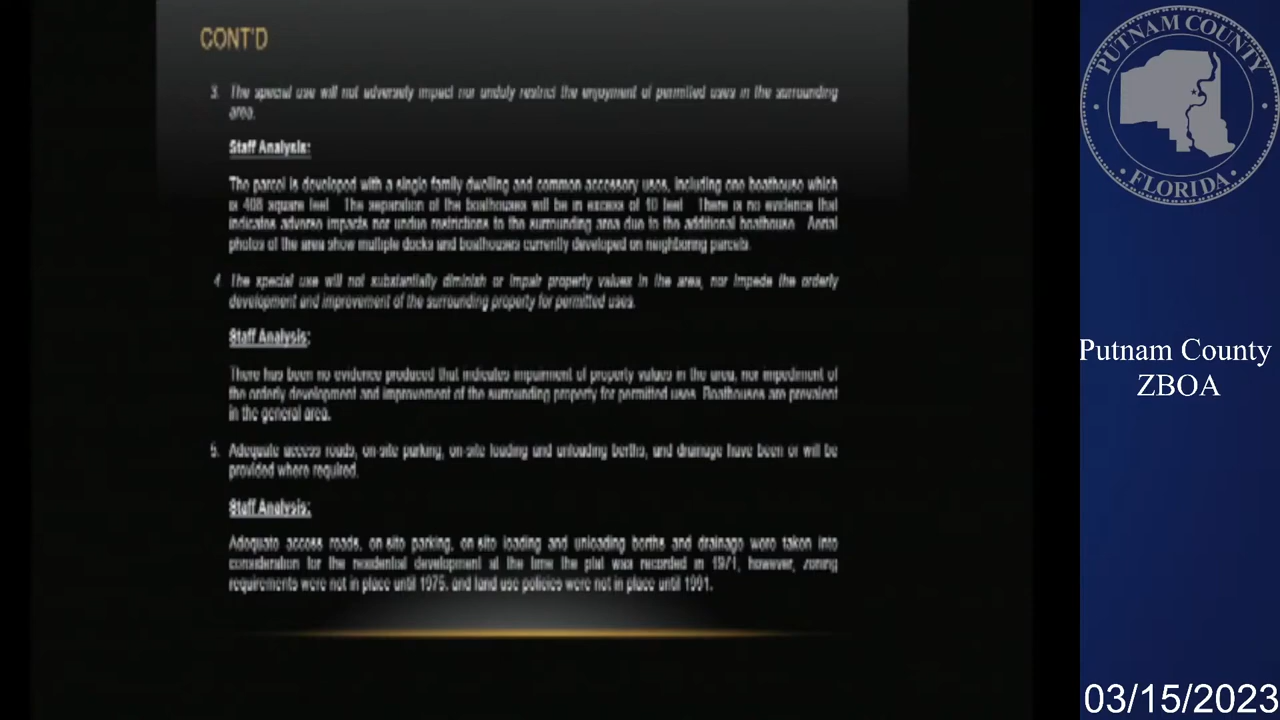 CONT'D
3. The special use will not adversely impact nor unduly restrict the enjoyment of permitted uses in the surrounding
area.
Staff Analysis:
The parcel is developed with a single family dwelling and common accessory uses, including one boathouse which
is 408 square feet. The separation of the boathouses will be in excess of 10 feet. There is no evidence that
indicates adverse impacts nor undue restrictions to the surrounding area due to the additional boathouse. Aerial
photos of the area show multiple docks and boathouses currently developed on neighboring parcels.
4. The special use will not substantially diminish or impair property values in the area, nor impede the orderly
development and improvement of the surrounding property for permitted uses.
Staff Analysis:
There has been no evidence produced that indicates impairment of property values in the area, nor impediment of
the orderly development and improvement of the surrounding property for permitted uses. Boathouses are prevalent
in the general area.
5. Adequate access roads, on-site parking, on-site loading and unloading berths, and drainage have been or will be
provided where required.
Staff Analysis:
Adequate access roads, on-site parking, on-site loading and unloading berths and drainage were taken into
consideration for the residential development at the time the plat was recorded in 1971, however, zoning
requirements were not in place until 1975, and land use policies were not in place until 1991.
PUTNAM COUNTY
FLORIDA
Putnam County
ZBOA
03/15/2023